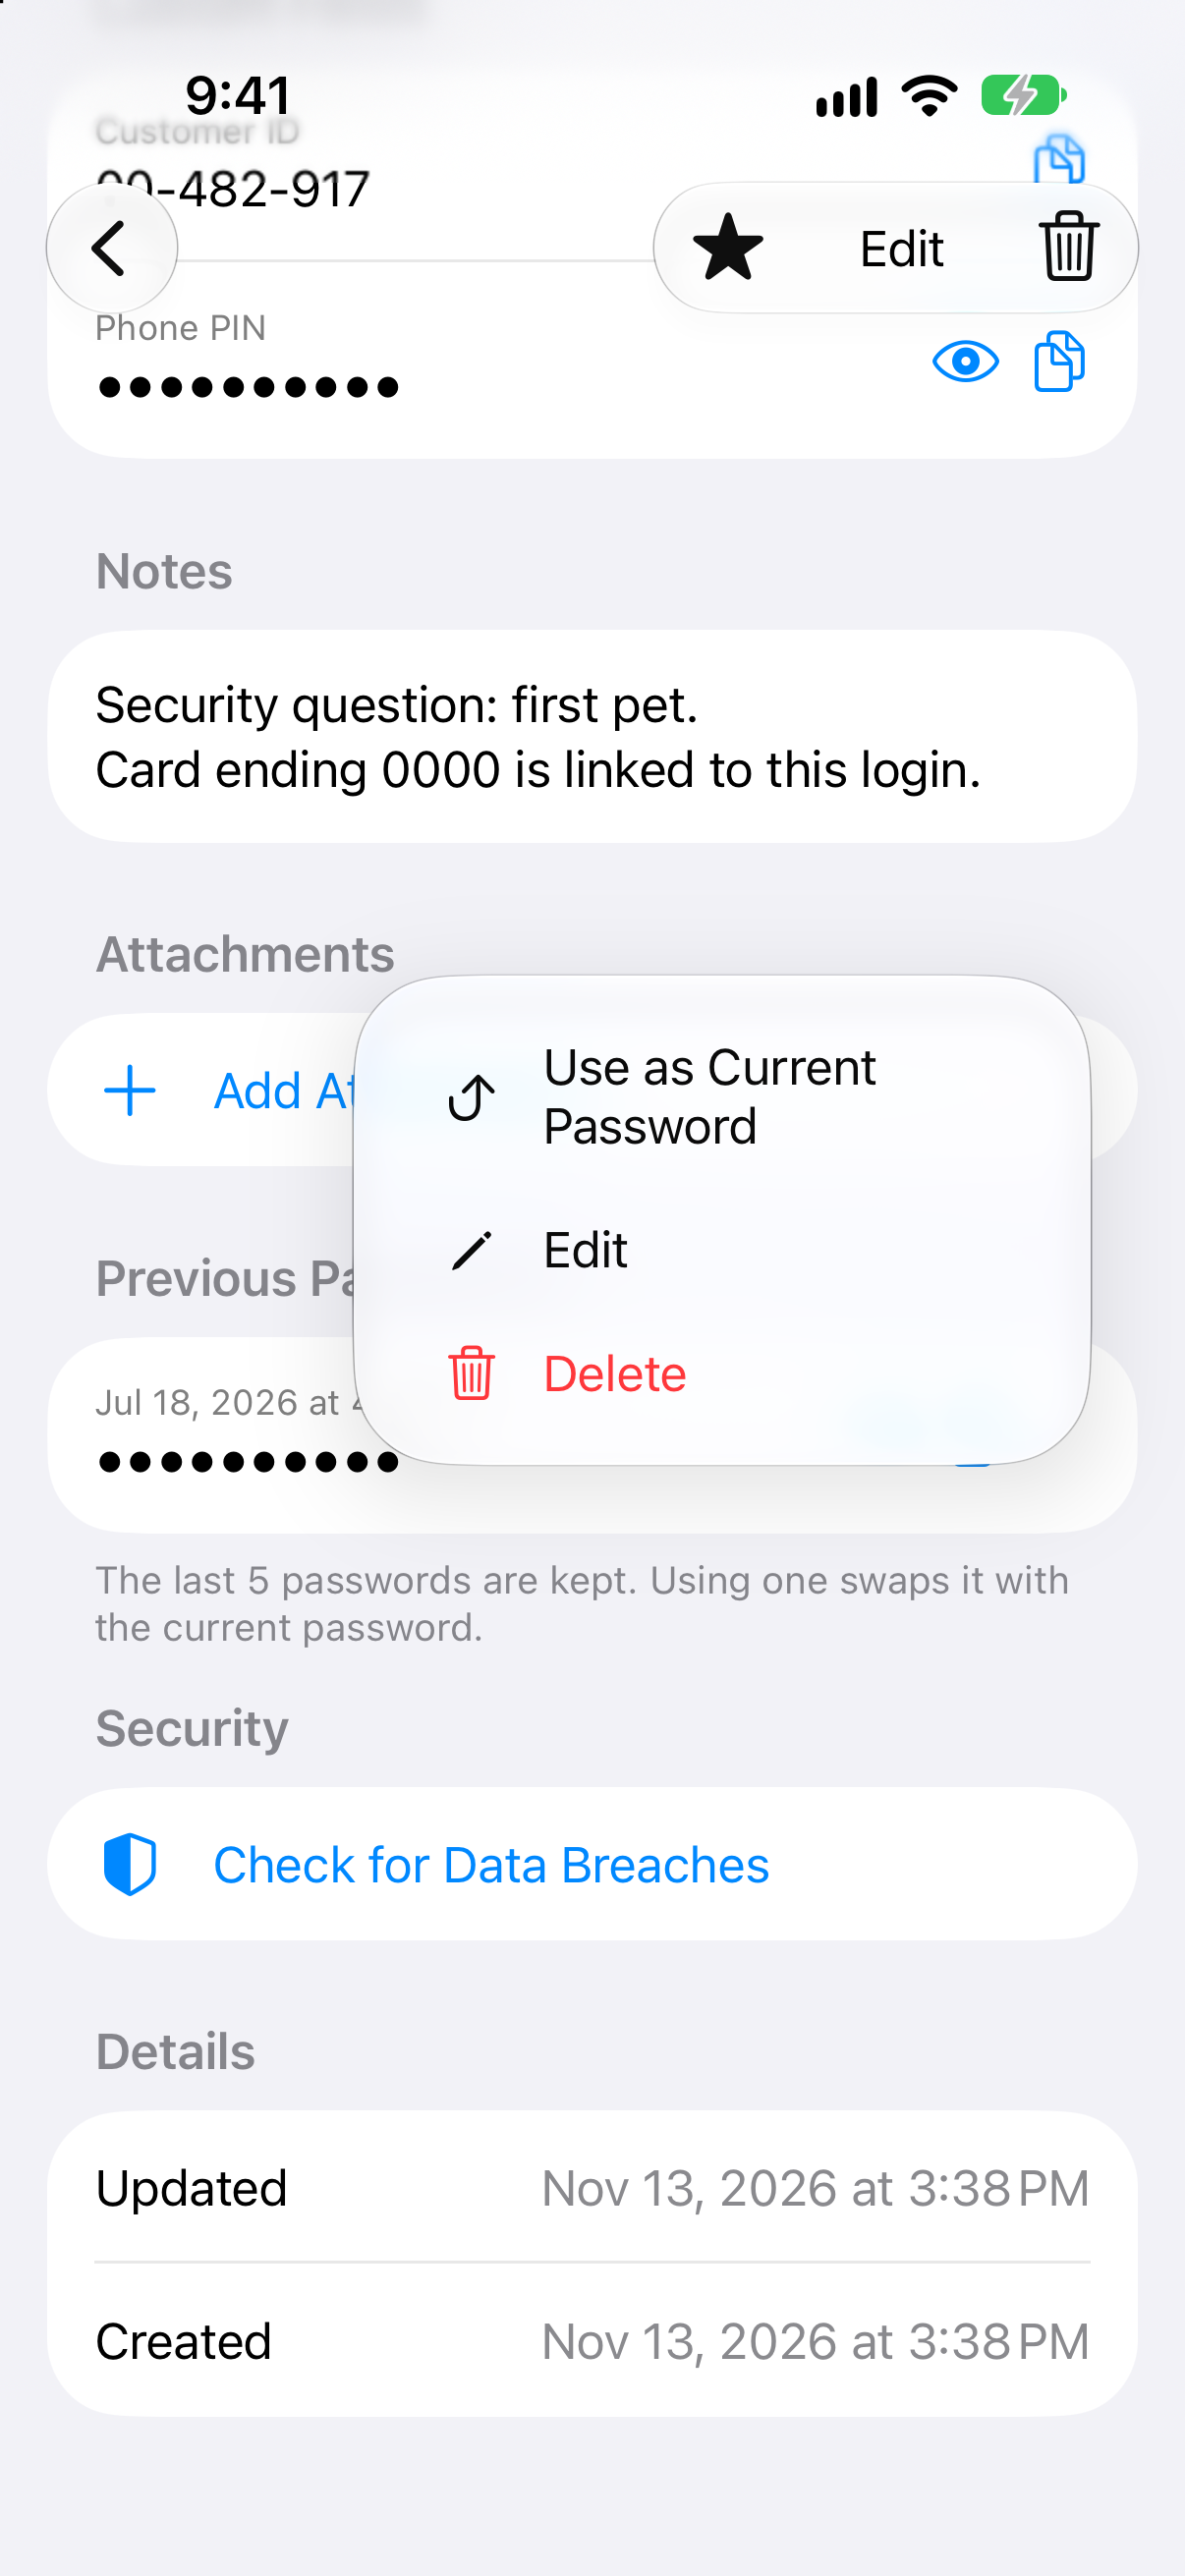 9:41
Customer ID
00-482-917
Edit
Phone PIN
Notes
Security question: first pet.
Card ending 0000 is linked to this login.
Attachments
Add
Use as Current
Password
Edit
Delete
Previous
Jul 18, 2026 at
The last 5 passwords are kept. Using one swaps it with
the current password.
Security
Check for Data Breaches
Details
Updated
Nov 13, 2026 at 3:38 PM
Created
Nov 13, 2026 at 3:38 PM